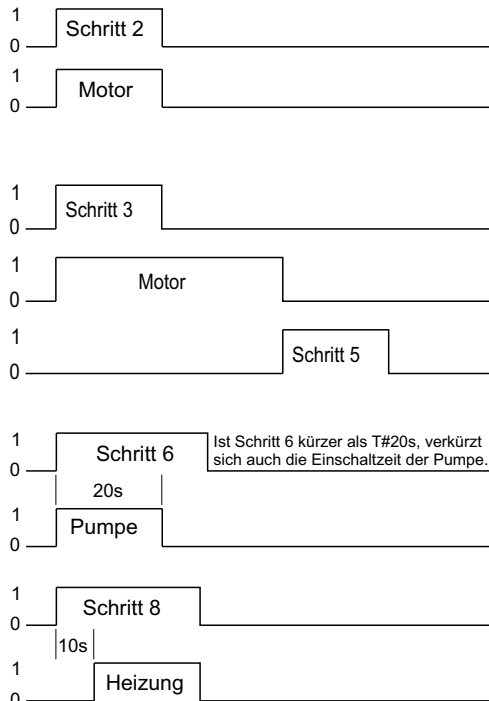 1
Schritt 2
0
1
Motor
0
1
Schritt 3
0
1
Motor
0
1
Schritt 5
0
1
Schritt 6
Ist Schritt 6 kürzer als T#20s, verkürzt
sich auch die Einschaltzeit der Pumpe.
0
20s
1
Pumpe
0
1
Schritt 8
0
10s
1
Heizung
0